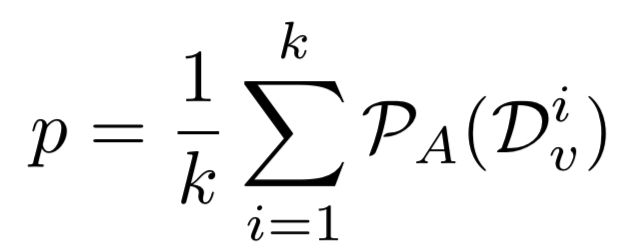 p = \frac{1}{k} \sum_{i=1}^{k} \mathcal{P}_A(\mathcal{D}_v^i)